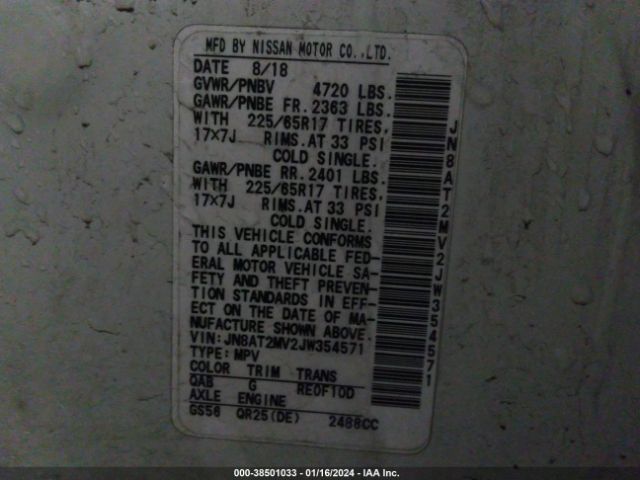 MFD BY NISSAN MOTOR CO.,LTD.
DATE 8/18
GVWR/PNBV 4720 LBS.
GAWR/PNBE FR. 2363 LBS.
WITH 225/65R17 TIRES,
17×7J RIMS. AT 33 PSI
COLD SINGLE.
GAWR/PNBE RR. 2401 LBS.
WITH 225/65R17 TIRES,
17×7J RIMS. AT 33 PSI
COLD SINGLE.
THIS VEHICLE CONFORMS
TO ALL APPLICABLE FED-
ERAL MOTOR VEHICLE SA-
FETY AND THEFT PREVEN-
TION STANDARDS IN EFF-
ECT ON THE DATE OF MA-
NUFACTURE SHOWN ABOVE.
VIN: JN8AT2MV2JW354571
TYPE: MPV
COLOR TRIM TRANS
QAB G RE0F10D
AXLE ENGINE
GS56 QR25(DE) 2488CC
JN8AT2MV2JW354571
000-38501033 - 01/16/2024 - IAA Inc.